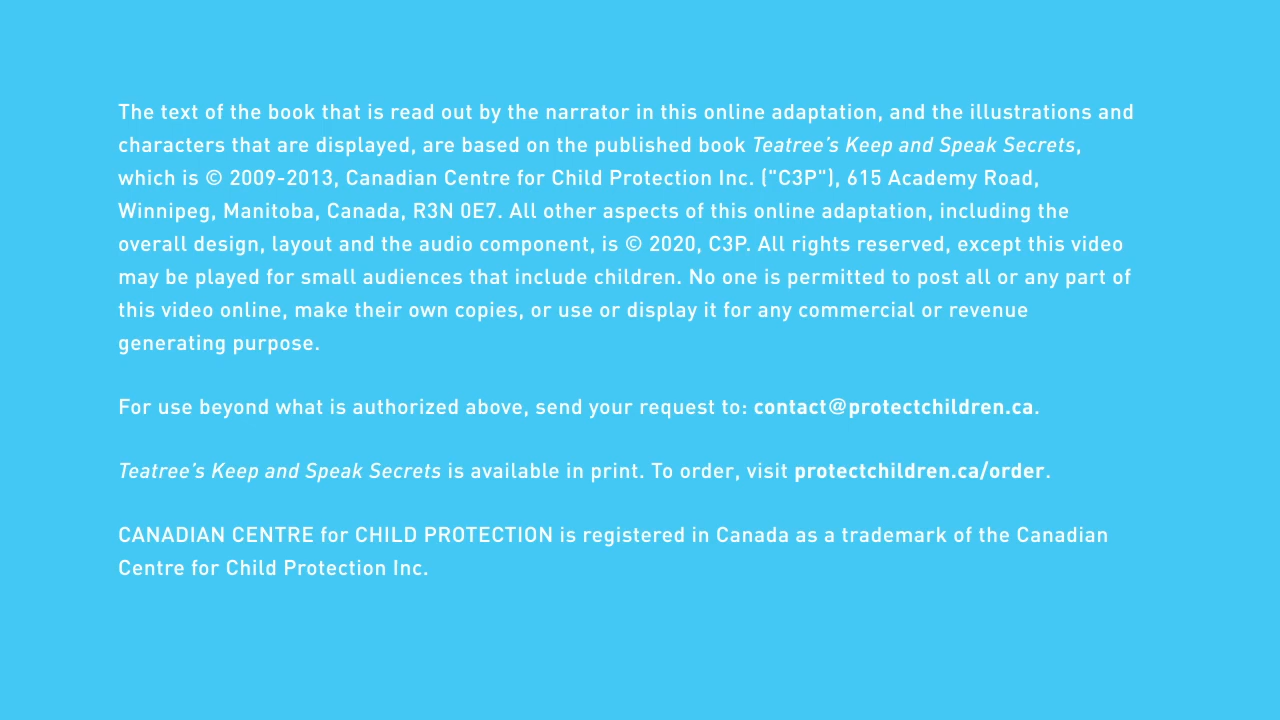 The text of the book that is read out by the narrator in this online adaptation, and the illustrations and
characters that are displayed, are based on the published book Teatree’s Keep and Speak Secrets,
which is © 2009-2013, Canadian Centre for Child Protection Inc. ("C3P"), 615 Academy Road,
Winnipeg, Manitoba, Canada, R3N 0E7. All other aspects of this online adaptation, including the
overall design, layout and the audio component, is © 2020, C3P. All rights reserved, except this video
may be played for small audiences that include children. No one is permitted to post all or any part of
this video online, make their own copies, or use or display it for any commercial or revenue
generating purpose.
For use beyond what is authorized above, send your request to: contact@protectchildren.ca.
Teatree’s Keep and Speak Secrets is available in print. To order, visit protectchildren.ca/order.
CANADIAN CENTRE for CHILD PROTECTION is registered in Canada as a trademark of the Canadian
Centre for Child Protection Inc.